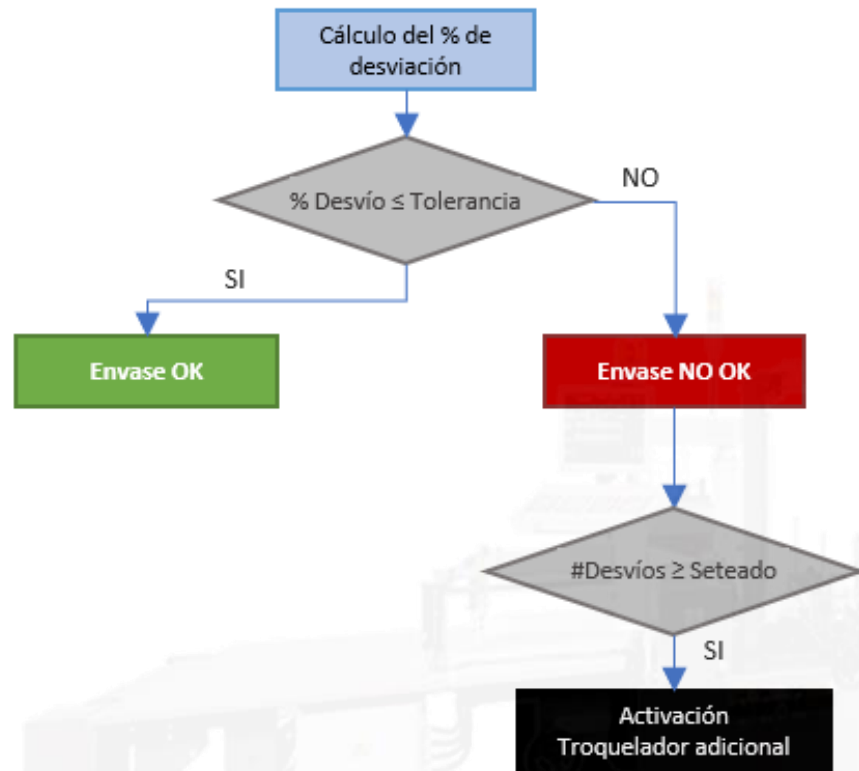 Cálculo del % de
desviación
% Desvío ≤ Tolerancia
NO
SI
Envase OK
Envase NO OK
#Desvíos ≥ Seteado
SI
Activación
Troquelador adicional